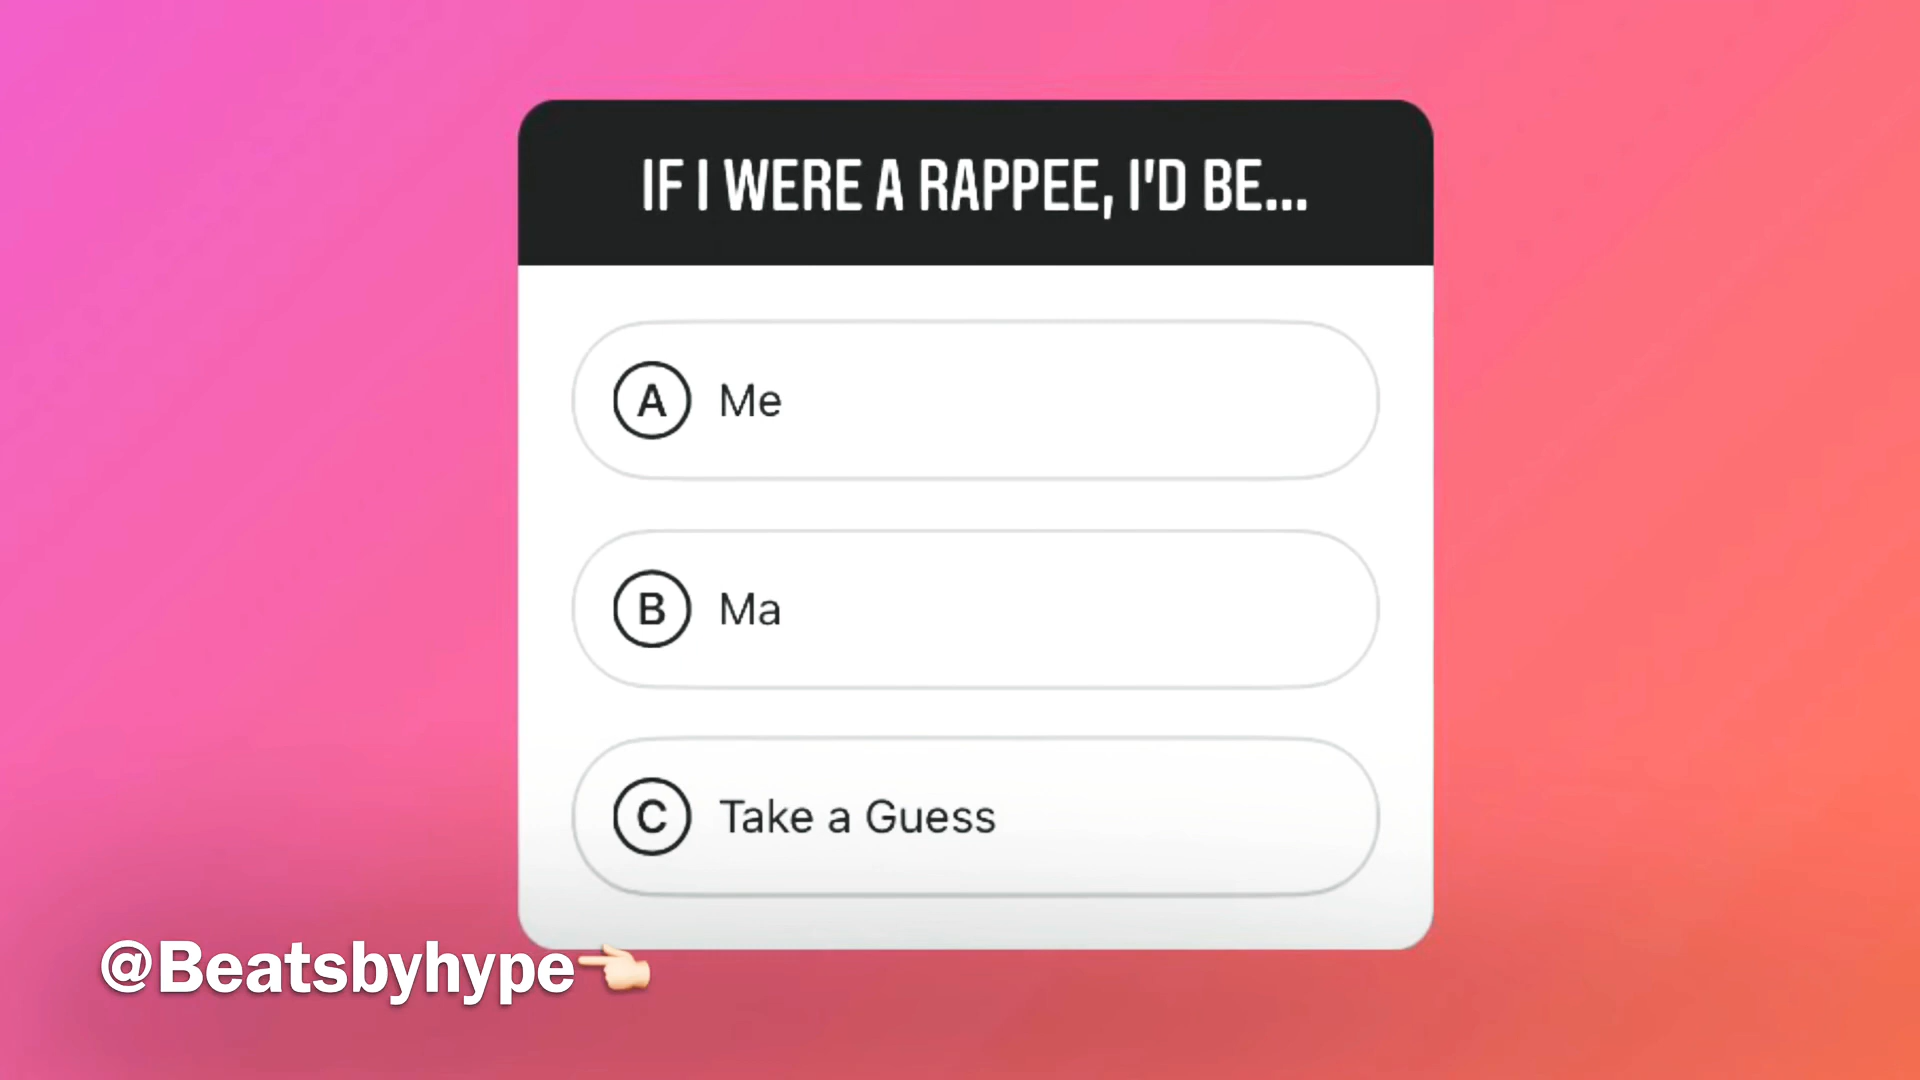 IF I WERE A RAPPEE, I'D BE...
A Me
B Ma
C Take a Guess
@Beatsbyhype👈🏻